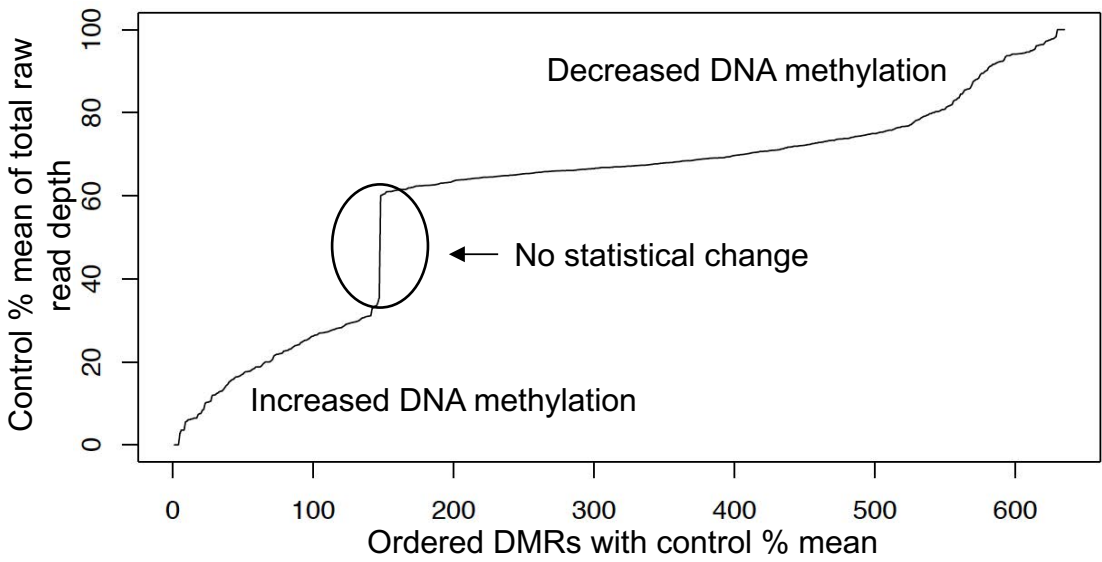 Control % mean of total raw
read depth
100
80
60
40
20
0
Decreased DNA methylation
No statistical change
Increased DNA methylation
0 100 200 300 400 500 600
Ordered DMRs with control % mean